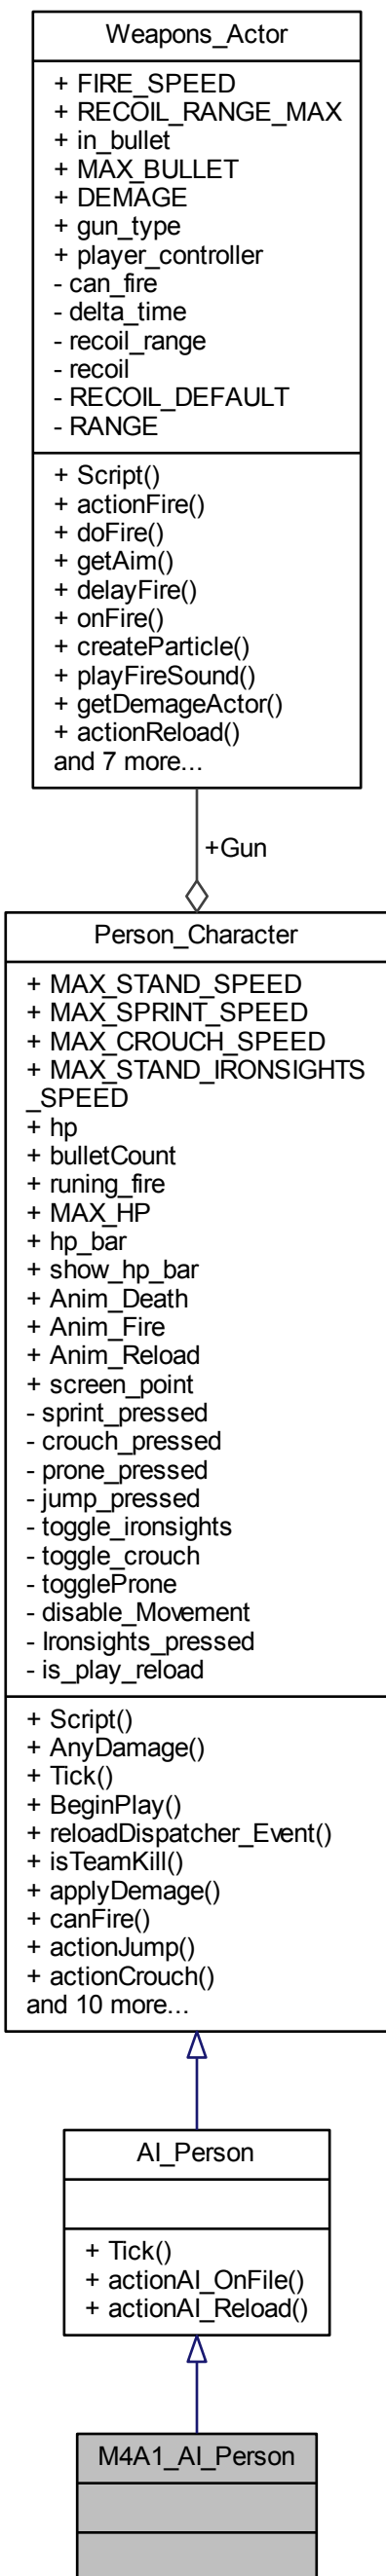 Weapons_Actor
+ FIRE_SPEED
+ RECOIL_RANGE_MAX
+ in_bullet
+ MAX_BULLET
+ DEMAGE
+ gun_type
+ player_controller
- can_fire
- delta_time
- recoil_range
- recoil
- RECOIL_DEFAULT
- RANGE
+ Script()
+ actionFire()
+ doFire()
+ getAim()
+ delayFire()
+ onFire()
+ createParticle()
+ playFireSound()
+ getDemageActor()
+ actionReload()
and 7 more...
+Gun
Person_Character
+ MAX_STAND_SPEED
+ MAX_SPRINT_SPEED
+ MAX_CROUCH_SPEED
+ MAX_STAND_IRONSIGHTS
_SPEED
+ hp
+ bulletCount
+ runing_fire
+ MAX_HP
+ hp_bar
+ show_hp_bar
+ Anim_Death
+ Anim_Fire
+ Anim_Reload
+ screen_point
- sprint_pressed
- crouch_pressed
- prone_pressed
- jump_pressed
- toggle_ironsights
- toggle_crouch
- toggleProne
- disable_Movement
- Ironsights_pressed
- is_play_reload
+ Script()
+ AnyDamage()
+ Tick()
+ BeginPlay()
+ reloadDispatcher_Event()
+ isTeamKill()
+ applyDemage()
+ canFire()
+ actionJump()
+ actionCrouch()
and 10 more...
AI_Person
+ Tick()
+ actionAI_OnFile()
+ actionAI_Reload()
M4A1_AI_Person